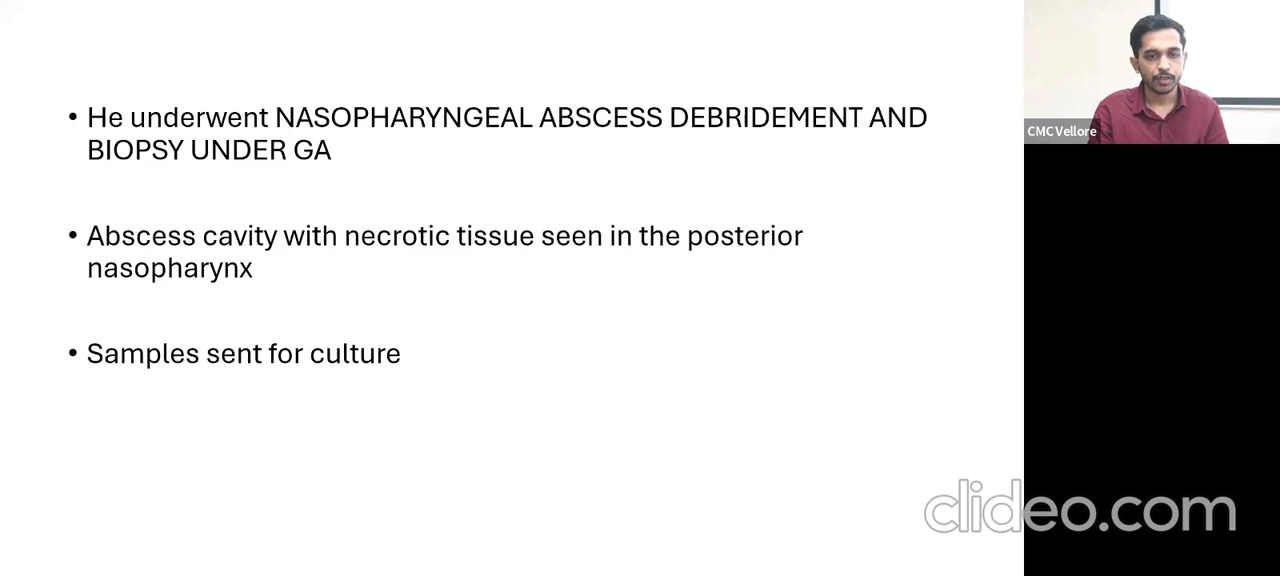 • He underwent NASOPHARYNGEAL ABSCESS DEBRIDEMENT AND
BIOPSY UNDER GA
• Abscess cavity with necrotic tissue seen in the posterior
nasopharynx
• Samples sent for culture
CMC Vellore
clideo.com